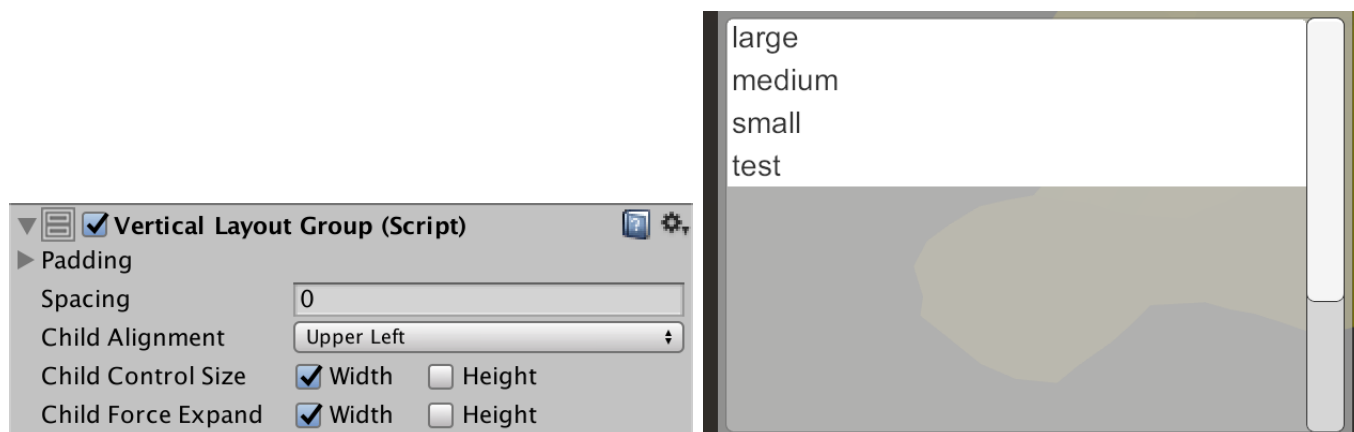 Vertical Layout Group (Script)
Padding
Spacing 0
Child Alignment Upper Left
Child Control Size Width Height
Child Force Expand Width Height
large
medium
small
test